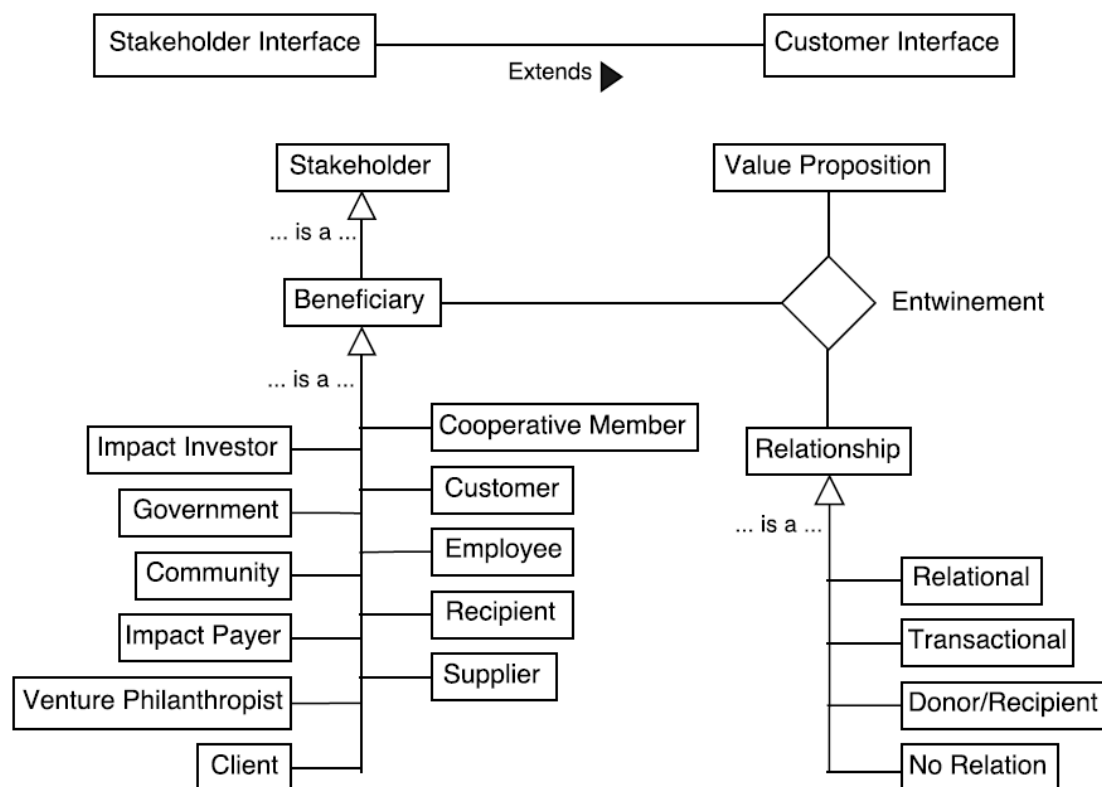 Stakeholder Interface
Customer Interface
Extends
Stakeholder
Value Proposition
... is a ...
Beneficiary
Entwinement
... is a ...
Cooperative Member
Impact Investor
Relationship
Customer
Government
... is a ...
Employee
Community
Relational
Recipient
Impact Payer
Transactional
Supplier
Venture Philanthropist
Donor/Recipient
Client
No Relation